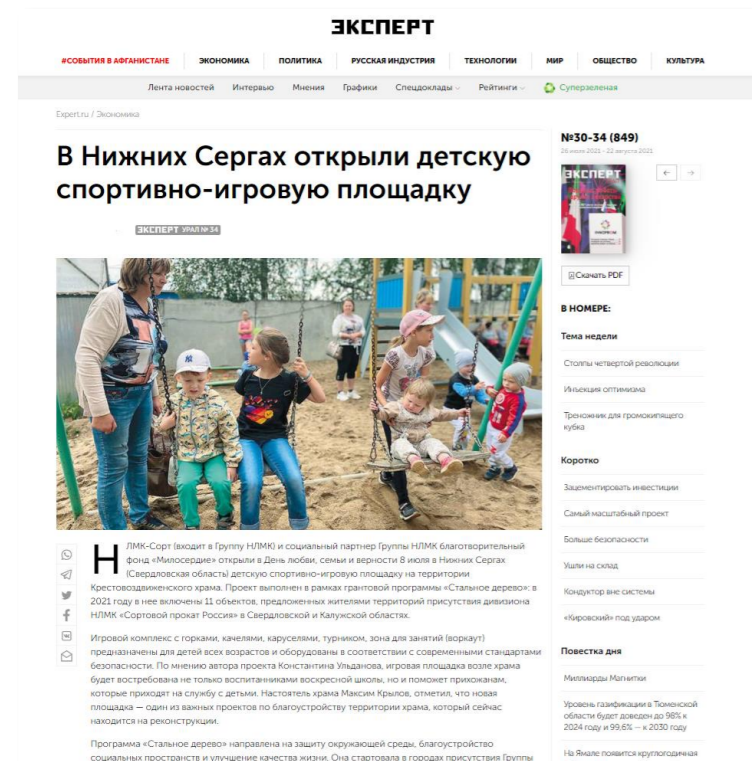 ЭКСПЕРТ
#СОБЫТИЯ В АФГАНИСТАНЕ ЭКОНОМИКА ПОЛИТИКА РУССКАЯ ИНДУСТРИЯ ТЕХНОЛОГИИ МИР ОБЩЕСТВО КУЛЬТУРА
Лента новостей Интервью Мнения Графики Спецдоклады Рейтинги Суперзеленая
Expert.ru / Экономика
В Нижних Сергах открыли детскую
спортивно-игровую площадку
ЭКСПЕРТ УРАЛ № 34
НЛМК-Сорт (входит в Группу НЛМК) и социальный партнер Группы НЛМК благотворительный
фонд «Милосердие» открыли в День любви, семьи и верности 8 июля в Нижних Сергах
(Свердловская область) детскую спортивно-игровую площадку на территории
Крестовоздвиженского храма. Проект выполнен в рамках грантовой программы «Стальное дерево»: в
2021 году в нее включены 11 объектов, предложенных жителями территорий присутствия дивизиона
НЛМК «Сортовой прокат Россия» в Свердловской и Калужской областях.
Игровой комплекс с горками, качелями, каруселями, турником, зона для занятий (воркаут)
предназначены для детей всех возрастов и оборудованы в соответствии с современными стандартами
безопасности. По мнению автора проекта Константина Ульданова, игровая площадка возле храма
будет востребована не только воспитанниками воскресной школы, но и поможет прихожанам,
которые приходят на службу с детьми. Настоятель храма Максим Крылов, отметил, что новая
площадка — один из важных проектов по благоустройству территории храма, который сейчас
находится на реконструкции.
Программа «Стальное дерево» направлена на защиту окружающей среды, благоустройство
социальных пространств и улучшение качества жизни. Она стартовала в городах присутствия Группы
№30-34 (849)
26 июля 2021 - 22 августа 2021
ЭКСПЕРТ
Скачать PDF
В НОМЕРЕ:
Тема недели
Столпы четвертой революции
Инъекция оптимизма
Треножник для громокипящего
кубка
Коротко
Зацементировать инвестиции
Самый масштабный проект
Больше безопасности
Ушли на склад
Кондуктор вне системы
«Кировский» под ударом
Повестка дня
Миллиарды Магнитки
Уровень газификации в Тюменской
области будет доведен до 98% к
2024 году и 99,6% — к 2030 году
На Ямале появится круглогодичная